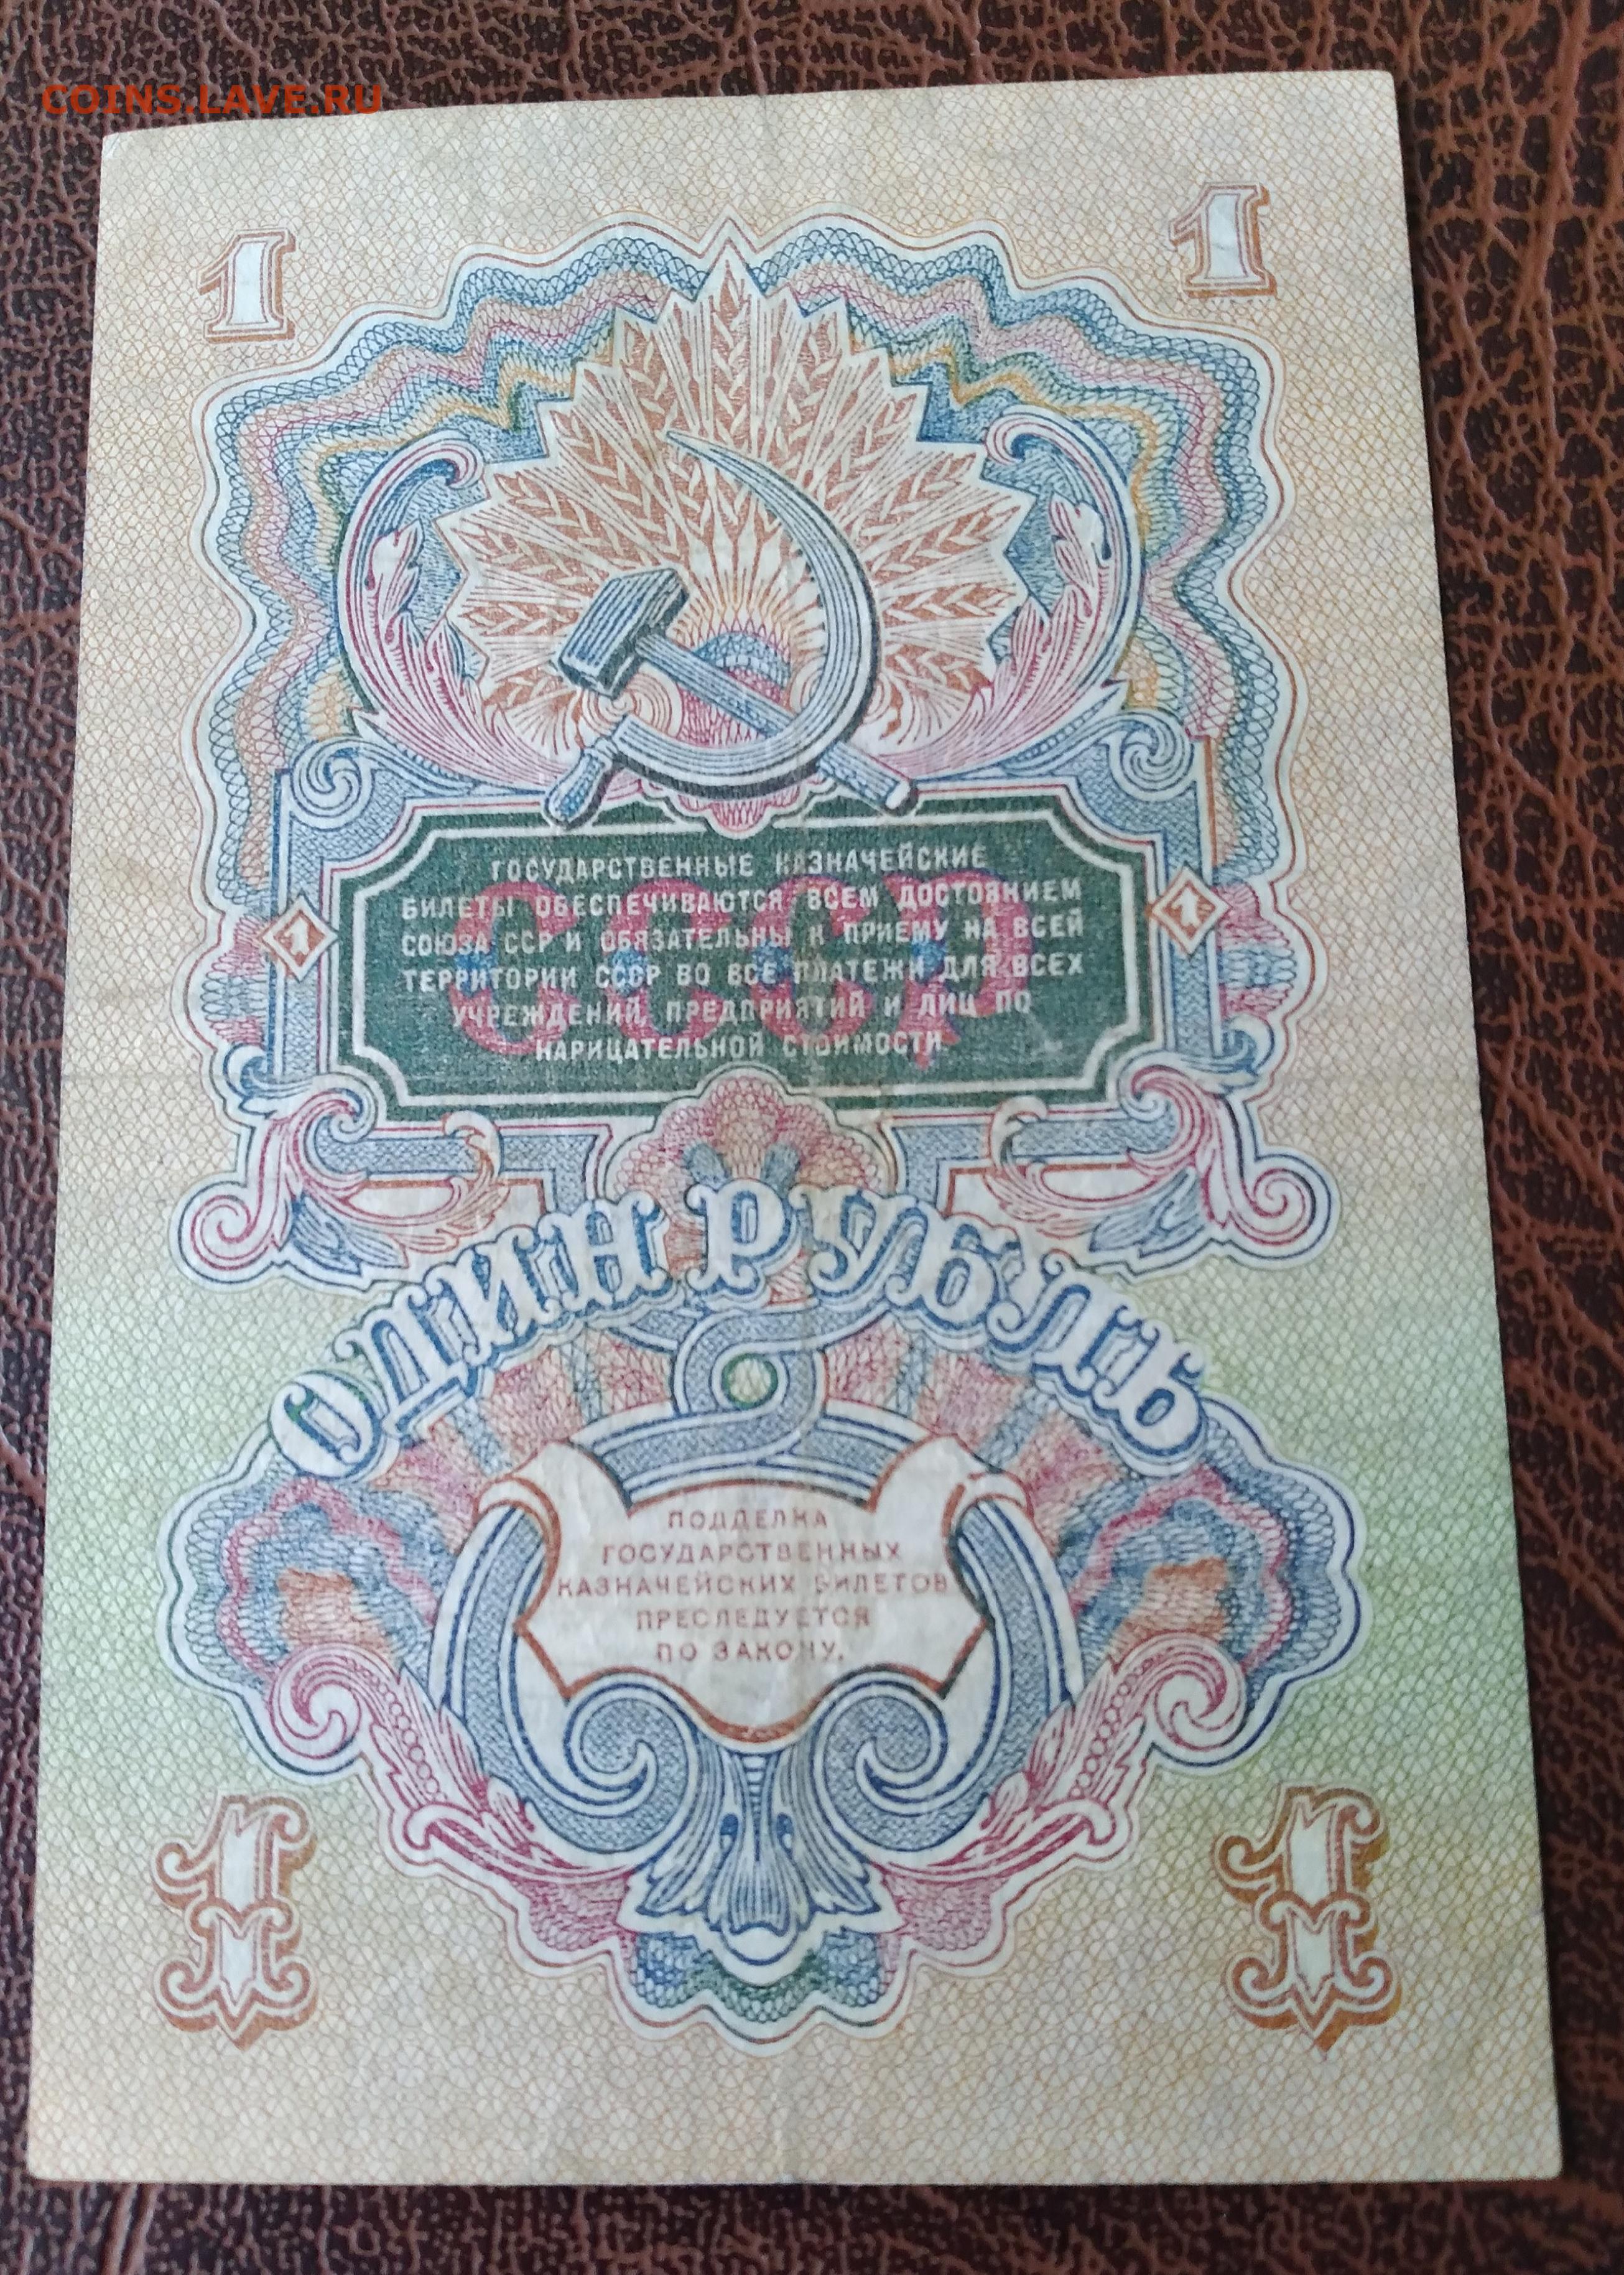 COINS.LAVE.RU
1 1
СССР
ГОСУДАРСТВЕННЫЕ КАЗНАЧЕЙСКИЕ
БИЛЕТЫ ОБЕСПЕЧИВАЮТСЯ ВСЕМ ДОСТОЯНИЕМ
СОЮЗА ССР И ОБЯЗАТЕЛЬНЫ К ПРИЕМУ НА ВСЕЙ
1 1
ТЕРРИТОРИИ СССР ВО ВСЕ ПЛАТЕЖИ ДЛЯ ВСЕХ
УЧРЕЖДЕНИЙ, ПРЕДПРИЯТИЙ И ЛИЦ ПО
НАРИЦАТЕЛЬНОЙ СТОИМОСТИ
ОДИН РУБЛЬ
ПОДДЕЛКА
ГОСУДАРСТВЕННЫХ
КАЗНАЧЕЙСКИХ БИЛЕТОВ
ПРЕСЛЕДУЕТСЯ
ПО ЗАКОНУ.
1 1